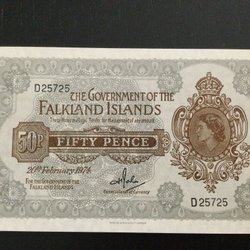 D25725
THE GOVERNMENT OF THE
FALKLAND ISLANDS
50P
FIFTY PENCE
D25725
20th February 1974
FOR THE GOVERNMENT OF THE
FALKLAND ISLANDS